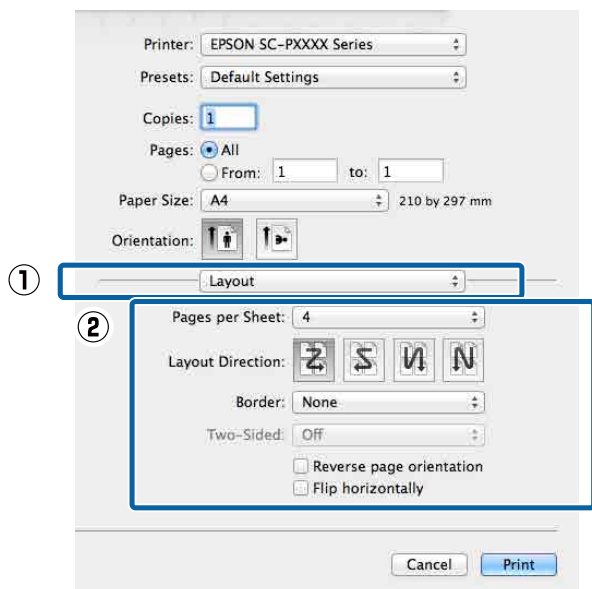 Printer: EPSON SC-PXXXX Series
Presets: Default Settings
Copies: 1
Pages: All
From: 1 to: 1
Paper Size: A4 210 by 297 mm
Orientation:
① Layout
②
Pages per Sheet: 4
Layout Direction:
Border: None
Two-Sided: Off
Reverse page orientation
Flip horizontally
Cancel Print